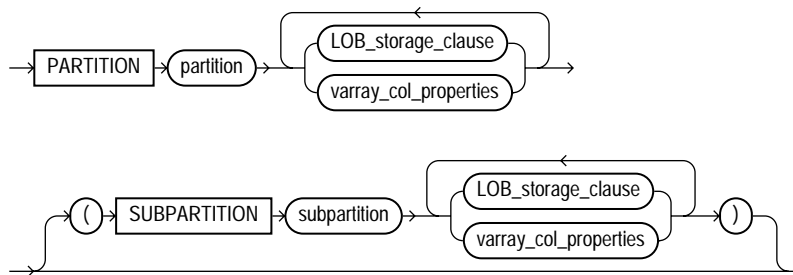 LOB_storage_clause
PARTITION partition
varray_col_properties
LOB_storage_clause
( SUBPARTITION subpartition )
varray_col_properties